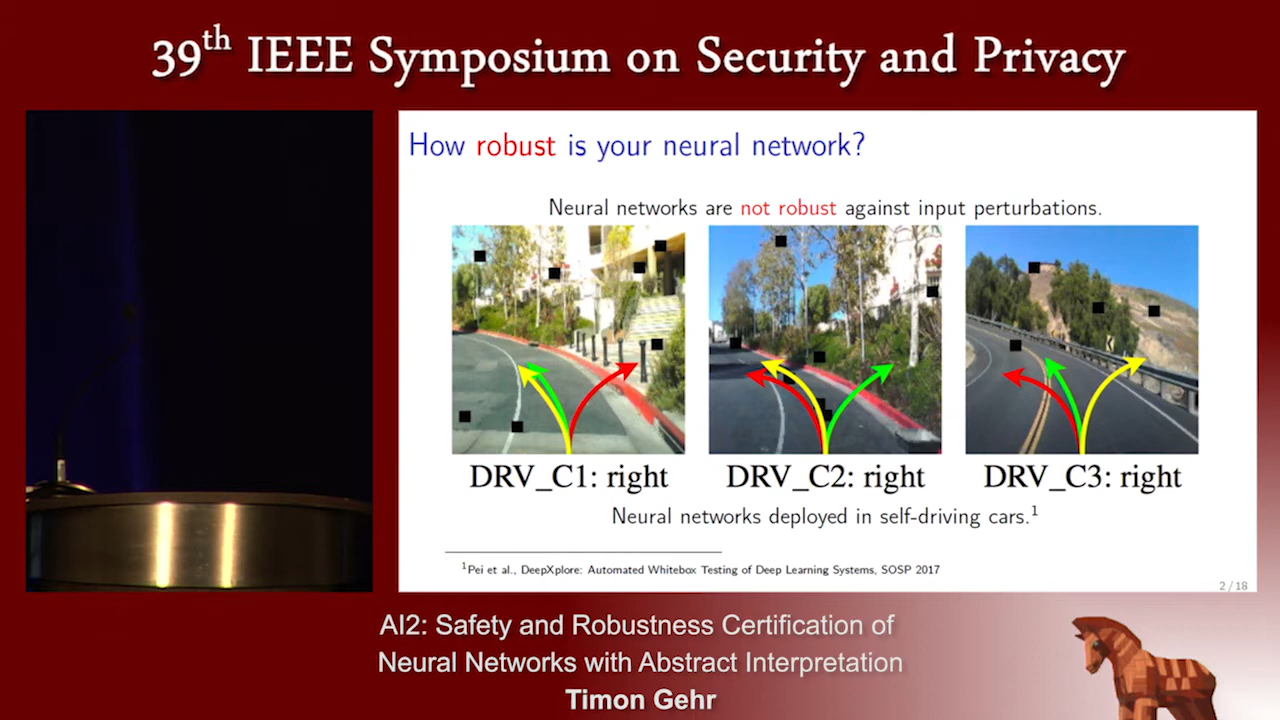 39th IEEE Symposium on Security and Privacy
How robust is your neural network?
Neural networks are not robust against input perturbations.
DRV_C1: right DRV_C2: right DRV_C3: right
Neural networks deployed in self-driving cars.1
1Pei et al., DeepXplore: Automated Whitebox Testing of Deep Learning Systems, SOSP 2017
2 / 18
AI2: Safety and Robustness Certification of
Neural Networks with Abstract Interpretation
Timon Gehr